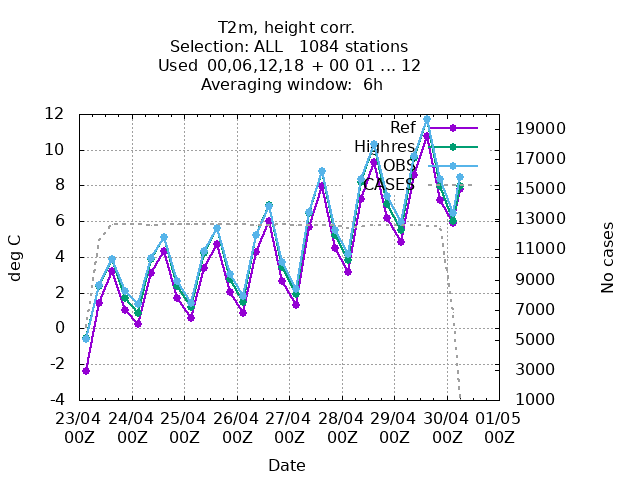 T2m, height corr.
Selection: ALL   1084 stations
Used  00,06,12,18  + 00 01 ... 12
Averaging window:  6h
deg C
12
10
8
6
4
2
0
-2
-4
Ref
Highres
OBS
CASES
19000
17000
15000
13000
11000
9000
7000
5000
3000
1000
No cases
23/04 24/04 25/04 26/04 27/04 28/04 29/04 30/04 01/05
00Z 00Z 00Z 00Z 00Z 00Z 00Z 00Z 00Z
Date